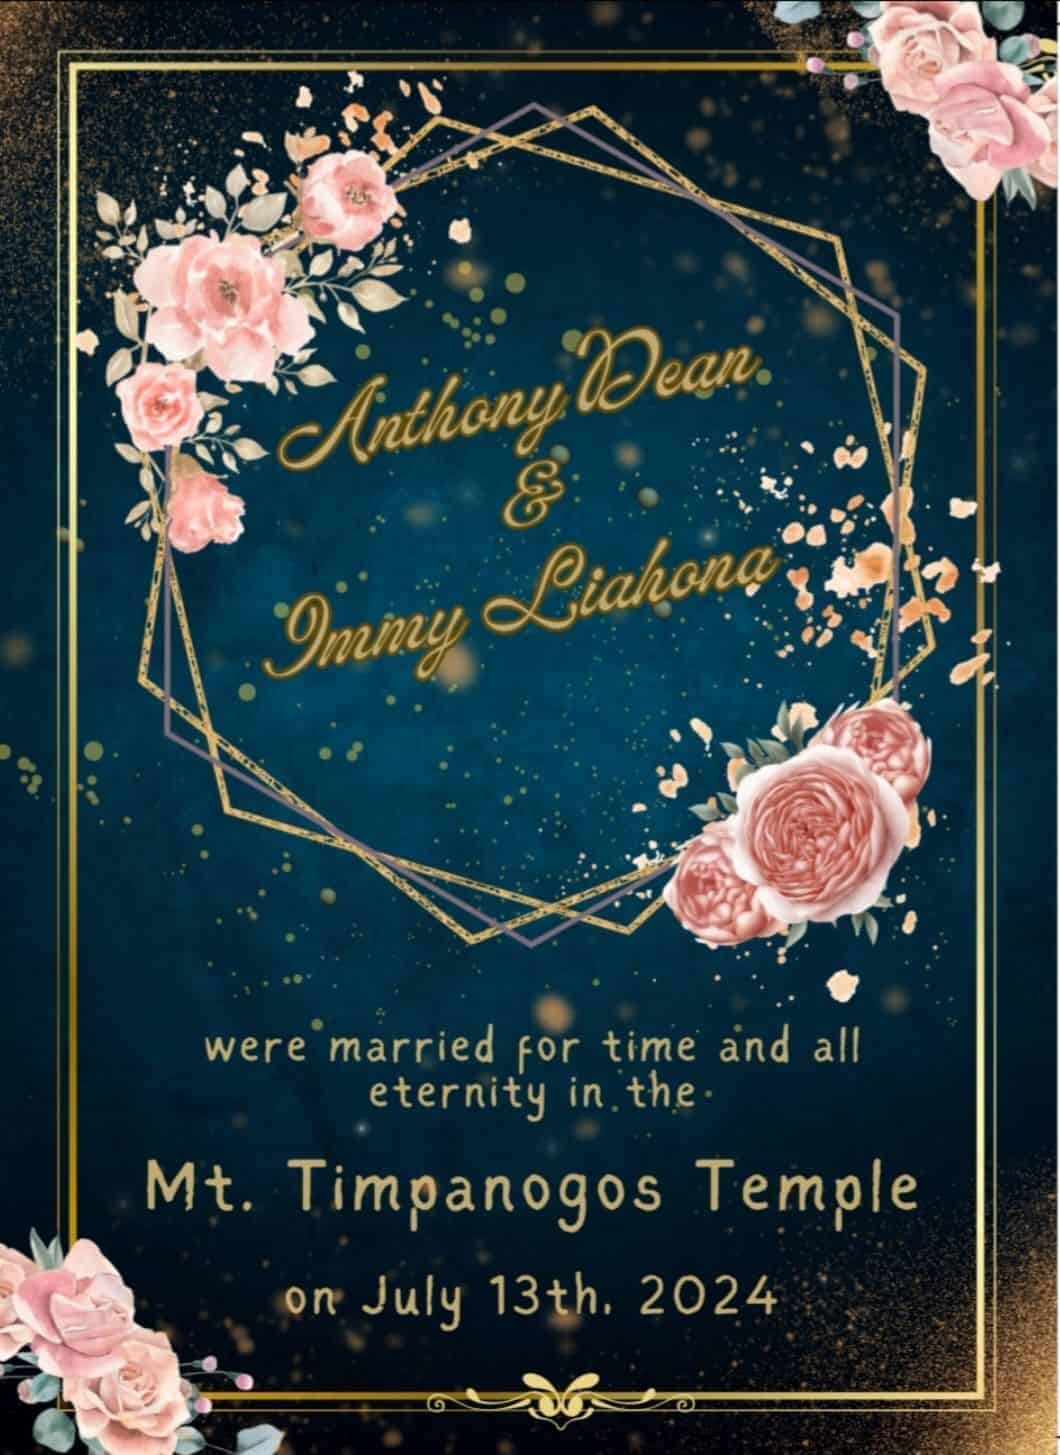 Anthony Dean
&
Immy Liahona
were married for time and all
eternity in the
Mt. Timpanogos Temple
on July 13th, 2024